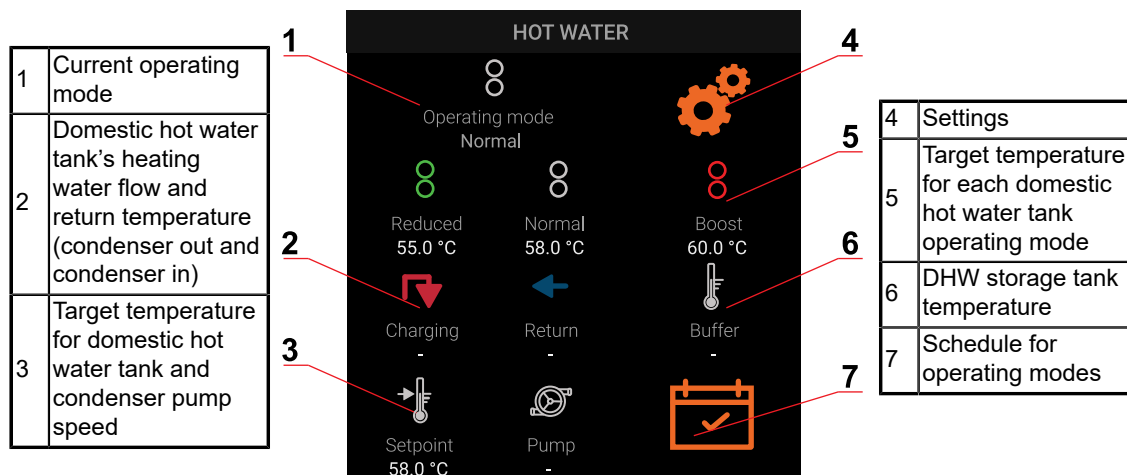 1 Current operating
mode
2 Domestic hot water
tank's heating
water flow and
return temperature
(condenser out and
condenser in)
3 Target temperature
for domestic hot
water tank and
condenser pump
speed
HOT WATER
1
4
Operating mode
Normal
5
Reduced Normal Boost
55.0 °C 58.0 °C 60.0 °C
2
6
Charging Return Buffer
- - -
3
7
Setpoint Pump
58.0 °C -
4 Settings
5 Target temperature
for each domestic
hot water tank
operating mode
6 DHW storage tank
temperature
7 Schedule for
operating modes